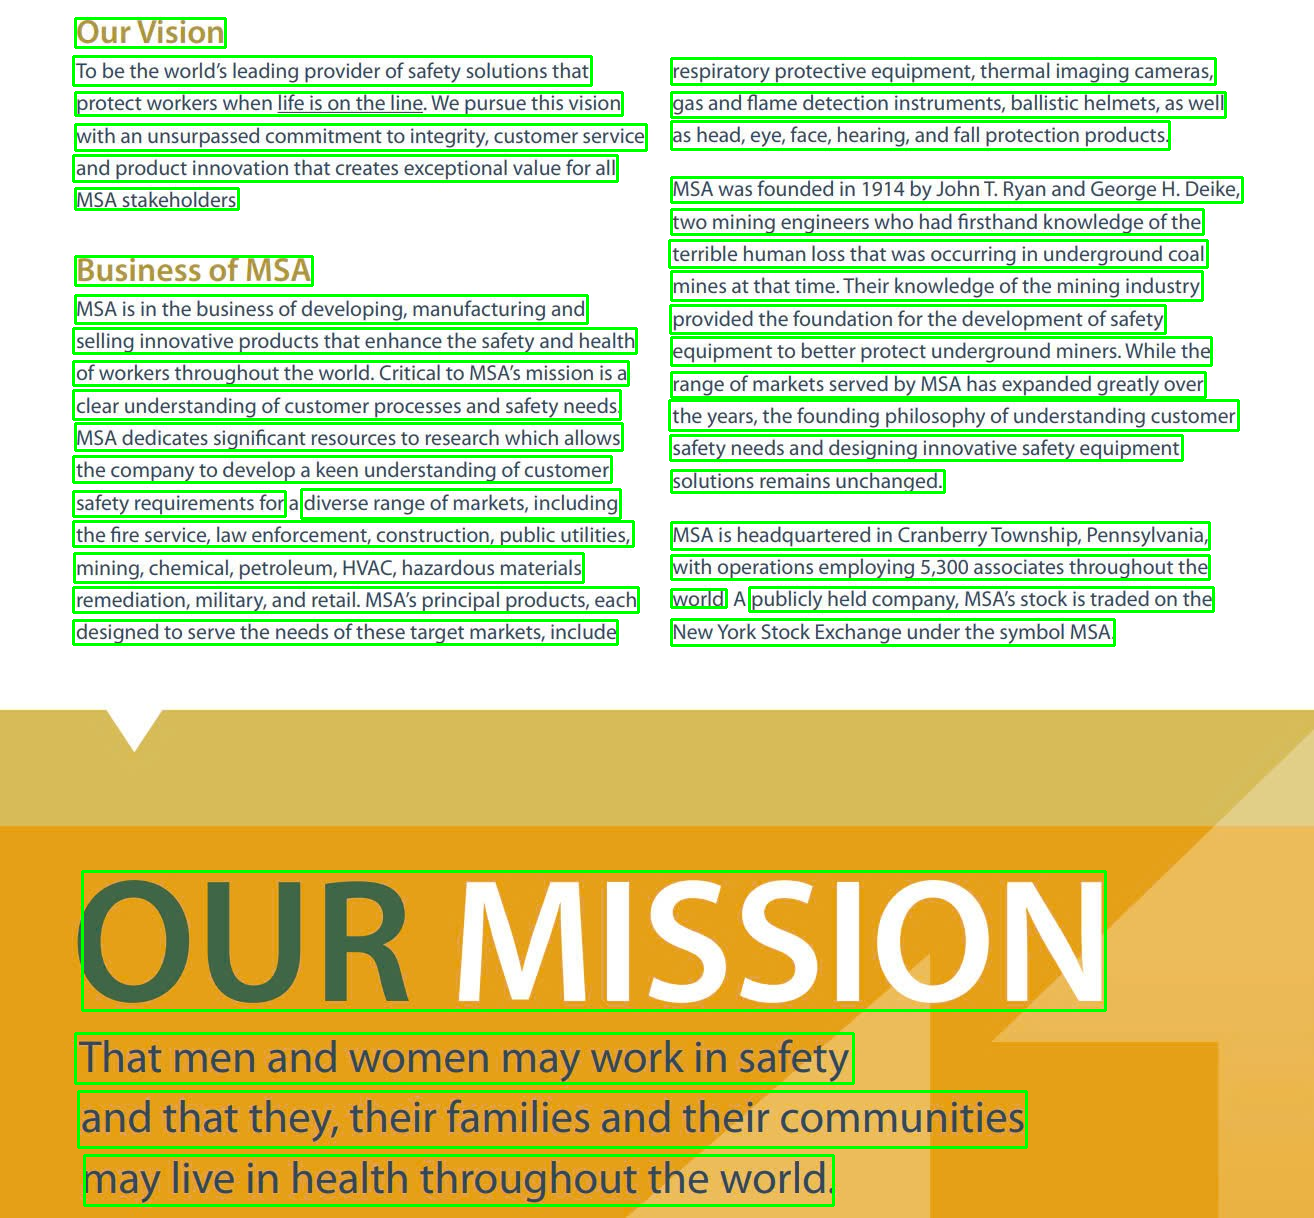 Our Vision
To be the world's leading provider of safety solutions that
protect workers when life is on the line. We pursue this vision
with an unsurpassed commitment to integrity, customer service
and product innovation that creates exceptional value for all
MSA stakeholders
Business of MSA
MSA is in the business of developing, manufacturing and
selling innovative products that enhance the safety and health
of workers throughout the world. Critical to MSA's mission is a
clear understanding of customer processes and safety needs.
MSA dedicates significant resources to research which allows
the company to develop a keen understanding of customer
safety requirements for a diverse range of markets, including
the fire service, law enforcement, construction, public utilities,
mining, chemical, petroleum, HVAC, hazardous materials
remediation, military, and retail. MSA's principal products, each
designed to serve the needs of these target markets, include
respiratory protective equipment, thermal imaging cameras,
gas and flame detection instruments, ballistic helmets, as well
as head, eye, face, hearing, and fall protection products.
MSA was founded in 1914 by John T. Ryan and George H. Deike,
two mining engineers who had firsthand knowledge of the
terrible human loss that was occurring in underground coal
mines at that time. Their knowledge of the mining industry
provided the foundation for the development of safety
equipment to better protect underground miners. While the
range of markets served by MSA has expanded greatly over
the years, the founding philosophy of understanding customer
safety needs and designing innovative safety equipment
solutions remains unchanged.
MSA is headquartered in Cranberry Township, Pennsylvania,
with operations employing 5,300 associates throughout the
world A publicly held company, MSA's stock is traded on the
New York Stock Exchange under the symbol MSA.
OUR MISSION
That men and women may work in safety
and that they, their families and their communities
may live in health throughout the world.